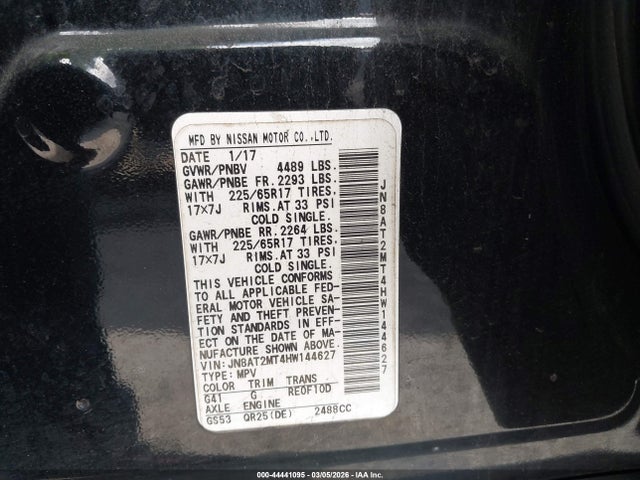 MFD BY NISSAN MOTOR CO.,LTD.
DATE 1/17
GVWR/PNBV 4489 LBS.
GAWR/PNBE FR. 2293 LBS.
WITH 225/65R17 TIRES.
17x7J RIMS.AT 33 PSI
COLD SINGLE.
GAWR/PNBE RR. 2264 LBS.
WITH 225/65R17 TIRES.
17x7J RIMS.AT 33 PSI
COLD SINGLE.
THIS VEHICLE CONFORMS
TO ALL APPLICABLE FED-
ERAL MOTOR VEHICLE SA-
FETY AND THEFT PREVEN-
TION STANDARDS IN EFF-
ECT ON THE DATE OF MA-
NUFACTURE SHOWN ABOVE.
VIN:JN8AT2MT4HW144627
TYPE:MPV
COLOR TRIM TRANS
G41 G RE0F10D
AXLE ENGINE
GS53 QR25(DE) 2488CC
JN8AT2MT4HW144627
000-44441095 - 03/05/2026 - IAA Inc.